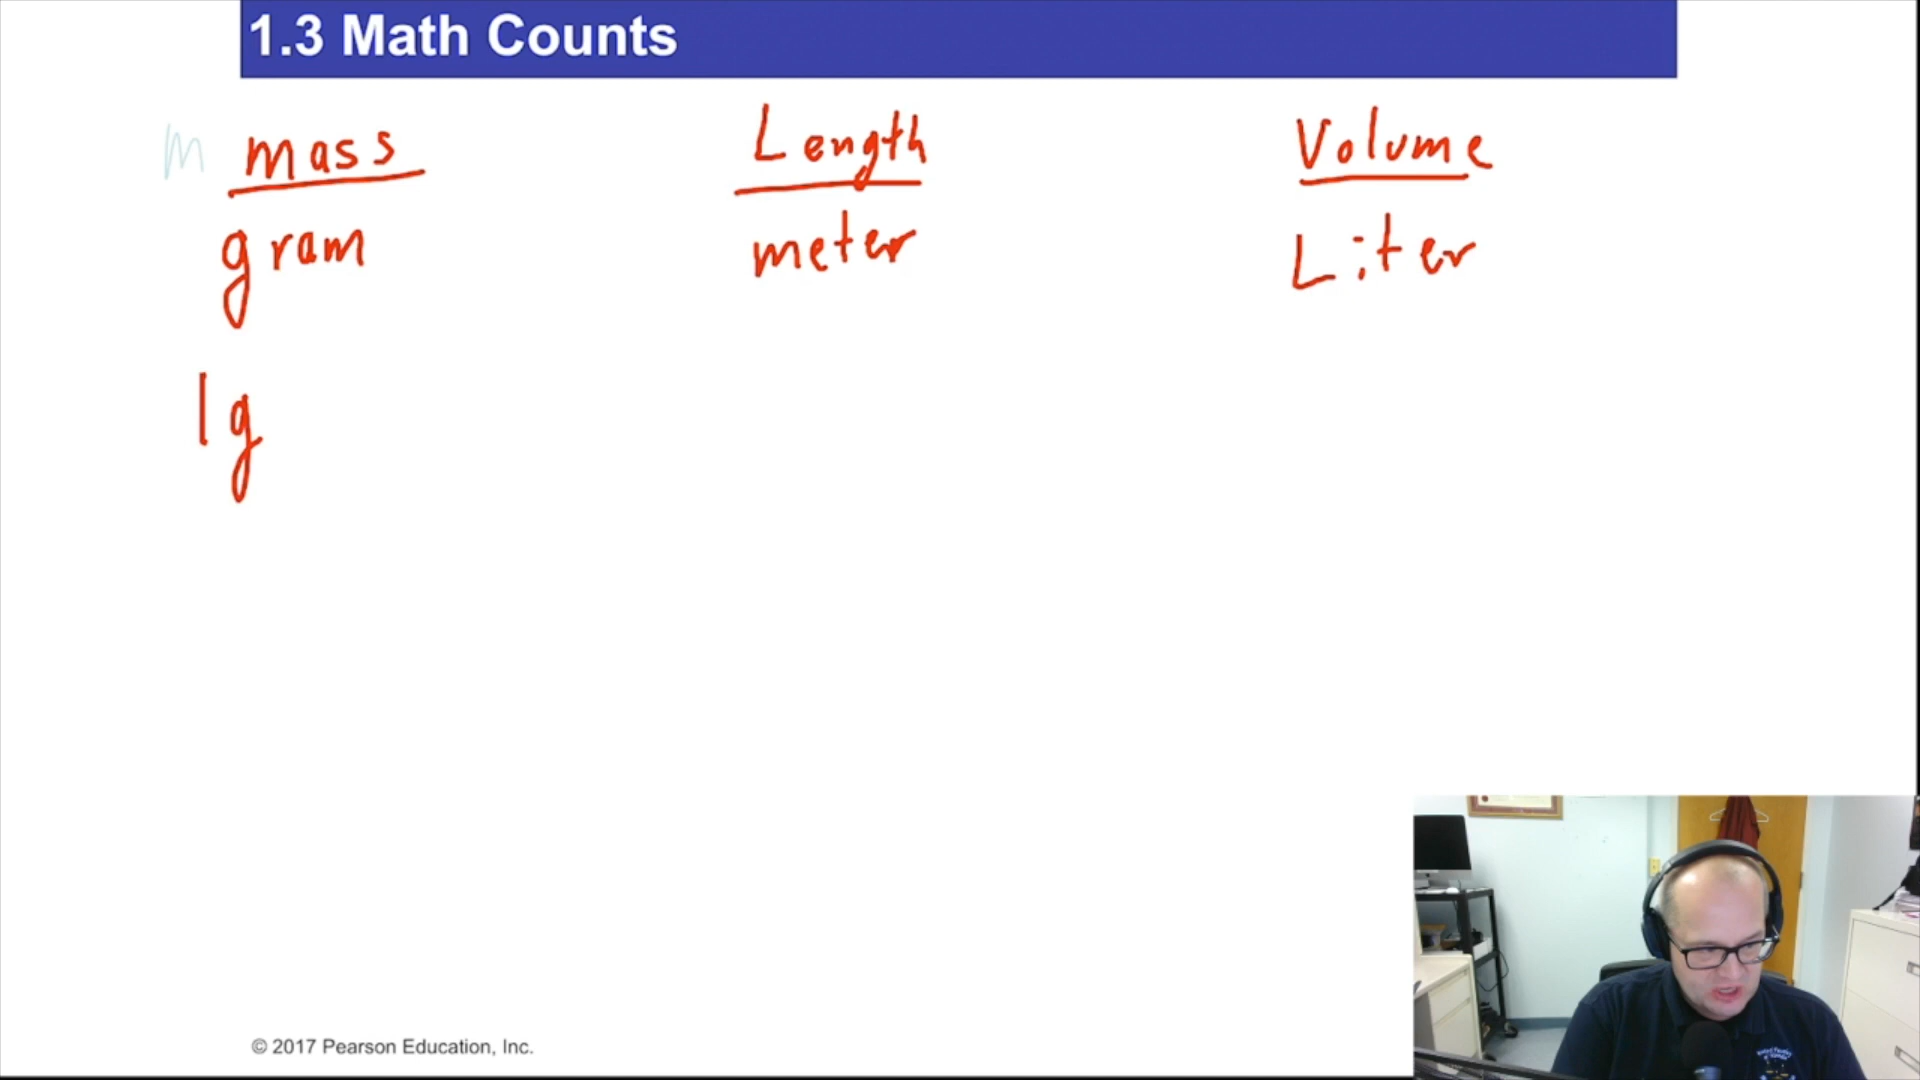 1.3 Math Counts
m mass Length Volume
gram meter Liter
1g
© 2017 Pearson Education, Inc.